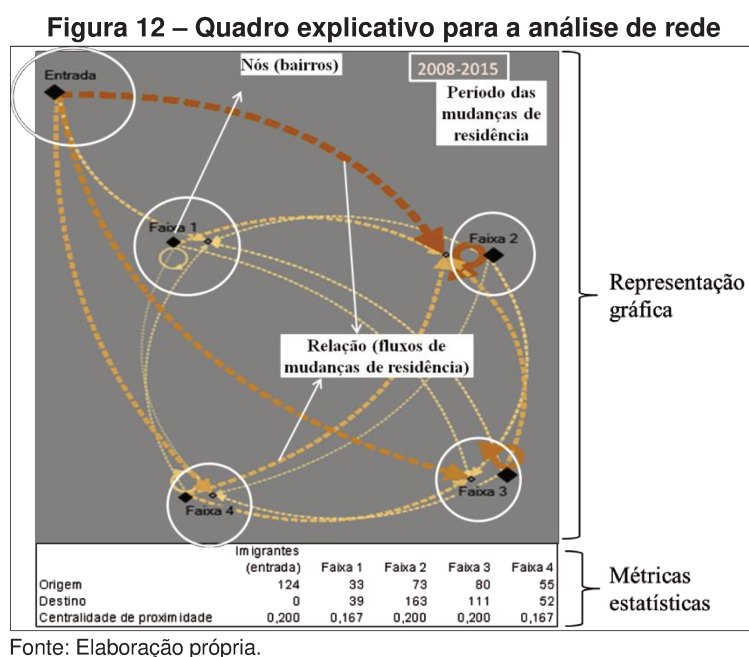 Figura 12 – Quadro explicativo para a análise de rede
Entrada
Nós (bairros)
2008-2015
Período das
mudanças de
residência
Faixa 1
Faixa 2
Relação (fluxos de
mudanças de residência)
Faixa 3
Faixa 4
Representação
gráfica
Imigrantes
(entrada) Faixa 1 Faixa 2 Faixa 3 Faixa 4
Origem 124 33 73 80 55
Destino 0 39 163 111 52
Centralidade de proximidade 0,200 0,167 0,200 0,200 0,167
Métricas
estatísticas
Fonte: Elaboração própria.